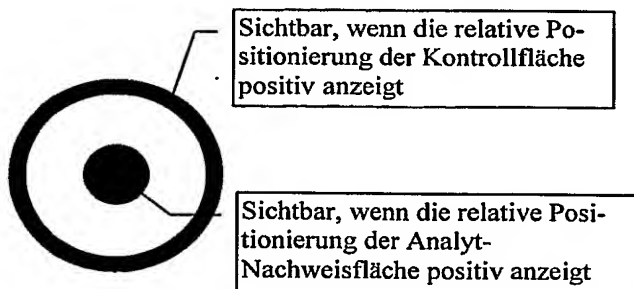 Sichtbar, wenn die relative Po-
sitionierung der Kontrollfläche
positiv anzeigt
Sichtbar, wenn die relative Posi-
tionierung der Analyt-
Nachweisfläche positiv anzeigt